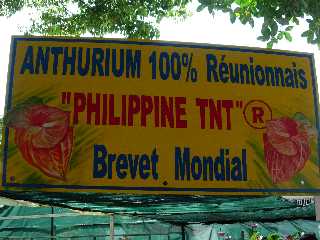 ANTHURIUM 100% Réunionnais
"PHILIPPINE TNT" ®
Brevet Mondial